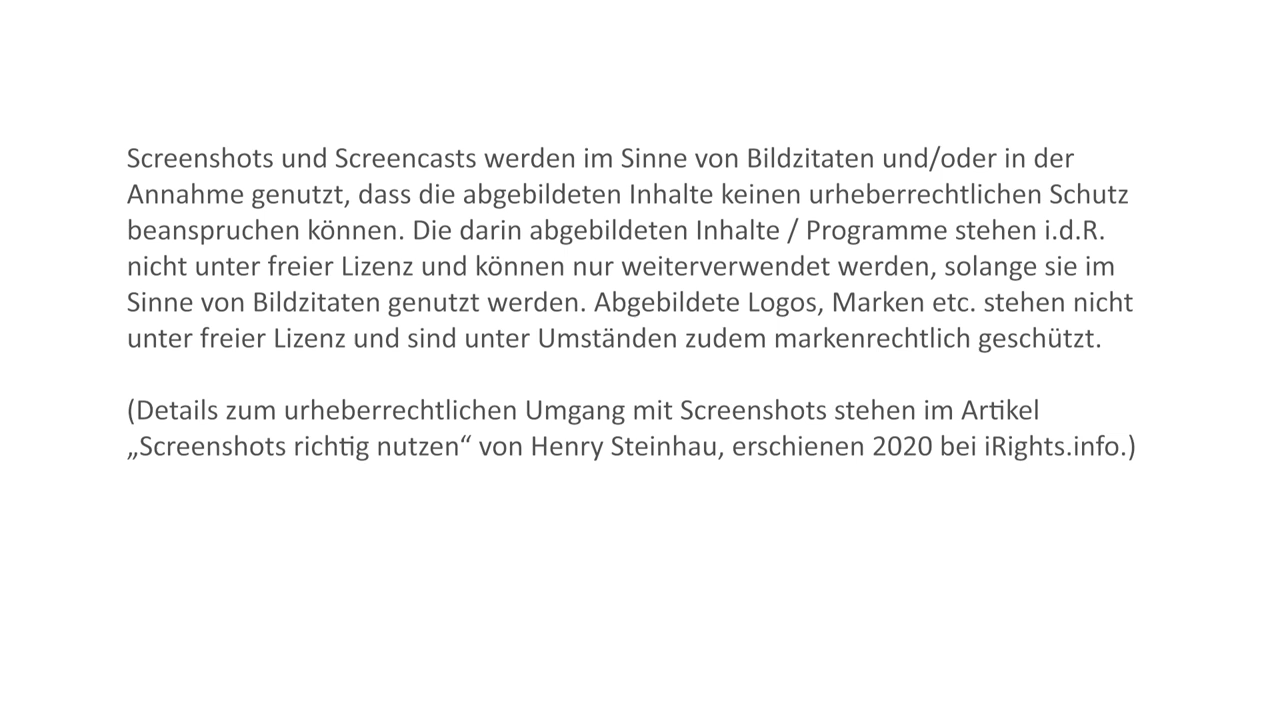 Screenshots und Screencasts werden im Sinne von Bildzitaten und/oder in der
Annahme genutzt, dass die abgebildeten Inhalte keinen urheberrechtlichen Schutz
beanspruchen können. Die darin abgebildeten Inhalte / Programme stehen i.d.R.
nicht unter freier Lizenz und können nur weiterverwendet werden, solange sie im
Sinne von Bildzitaten genutzt werden. Abgebildete Logos, Marken etc. stehen nicht
unter freier Lizenz und sind unter Umständen zudem markenrechtlich geschützt.
(Details zum urheberrechtlichen Umgang mit Screenshots stehen im Artikel
„Screenshots richtig nutzen“ von Henry Steinhau, erschienen 2020 bei iRights.info.)